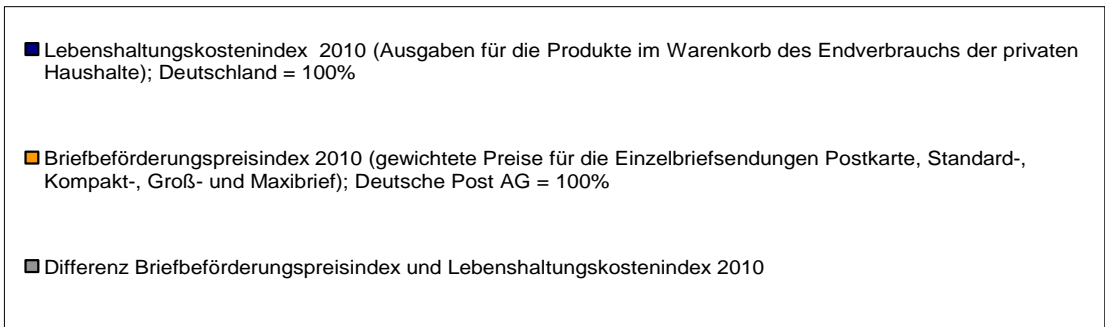 Lebenshaltungskostenindex  2010 (Ausgaben für die Produkte im Warenkorb des Endverbrauchs der privaten
Haushalte); Deutschland = 100%
Briefbeförderungspreisindex 2010 (gewichtete Preise für die Einzelbriefsendungen Postkarte, Standard-,
Kompakt-, Groß- und Maxibrief); Deutsche Post AG = 100%
Differenz Briefbeförderungspreisindex und Lebenshaltungskostenindex 2010